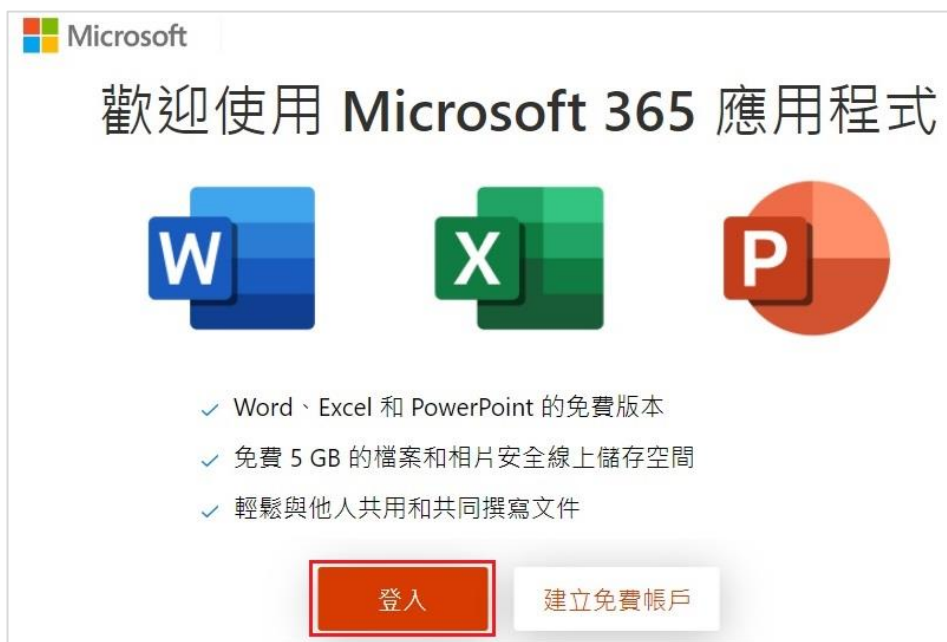 Microsoft
歡迎使用 Microsoft 365 應用程式
W X P
Word、Excel 和 PowerPoint 的免費版本
免費 5 GB 的檔案和相片安全線上儲存空間
輕鬆與他人共用和共同撰寫文件
登入 建立免費帳戶